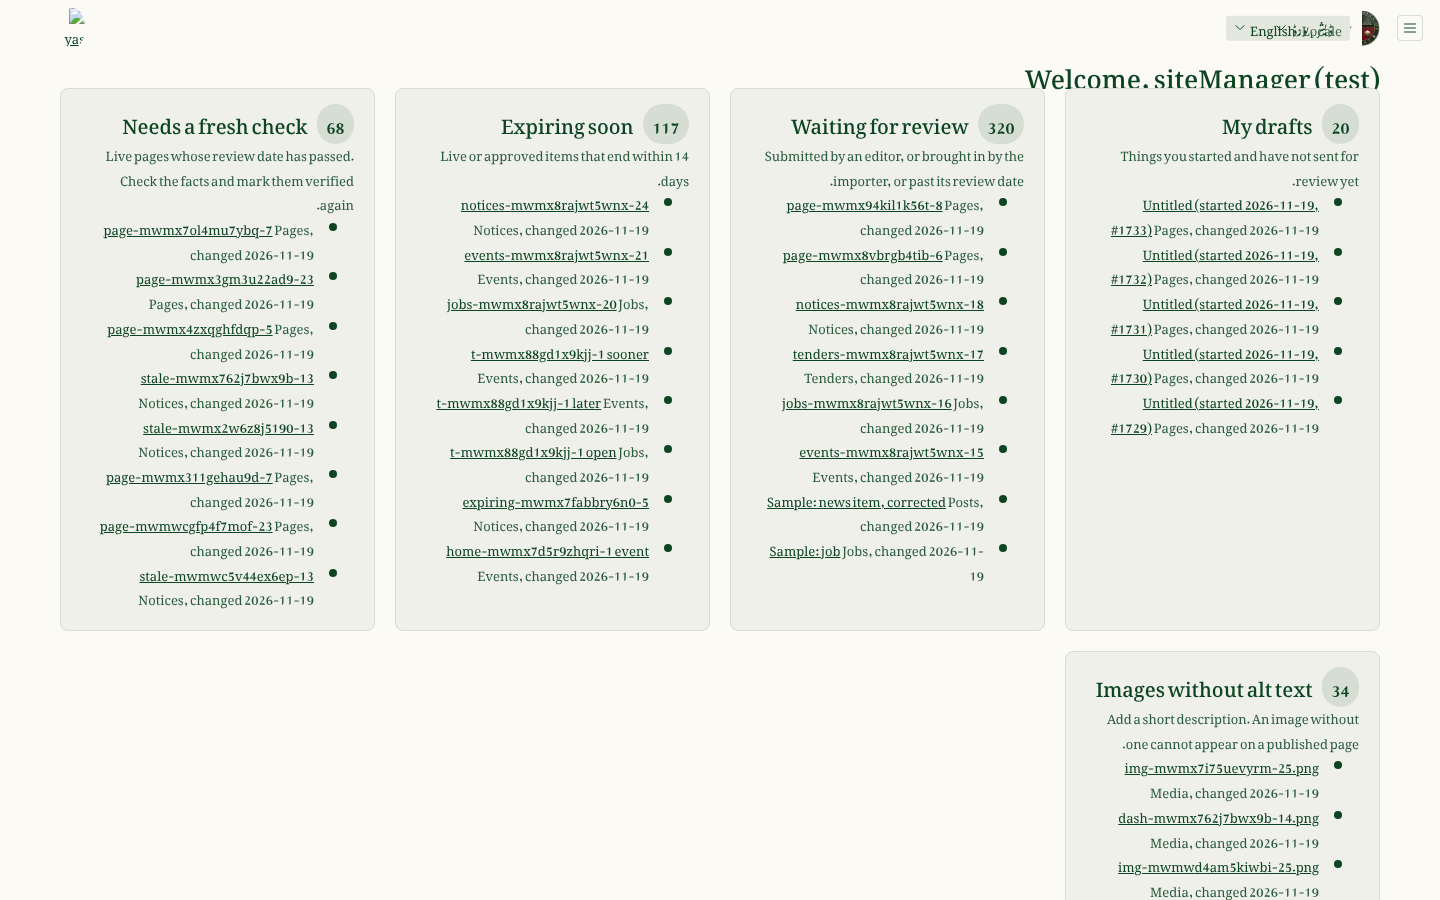 English
Locale:
Welcome, siteManager (test)
20
My drafts
Things you started and have not sent for
review yet.
Untitled (started 2026-11-19,
#1733) Pages, changed 2026-11-19
Untitled (started 2026-11-19,
#1732) Pages, changed 2026-11-19
Untitled (started 2026-11-19,
#1731) Pages, changed 2026-11-19
Untitled (started 2026-11-19,
#1730) Pages, changed 2026-11-19
Untitled (started 2026-11-19,
#1729) Pages, changed 2026-11-19
320
Waiting for review
Submitted by an editor, or brought in by the
importer, or past its review date.
page-mwmx94kil1k56t-8 Pages,
changed 2026-11-19
page-mwmx8vbrgb4tib-6 Pages,
changed 2026-11-19
notices-mwmx8rajwt5wnx-18
Notices, changed 2026-11-19
tenders-mwmx8rajwt5wnx-17
Tenders, changed 2026-11-19
jobs-mwmx8rajwt5wnx-16 Jobs,
changed 2026-11-19
events-mwmx8rajwt5wnx-15
Events, changed 2026-11-19
Sample: news item, corrected Posts,
changed 2026-11-19
Sample: job Jobs, changed 2026-11-
19
117
Expiring soon
Live or approved items that end within 14
days.
notices-mwmx8rajwt5wnx-24
Notices, changed 2026-11-19
events-mwmx8rajwt5wnx-21
Events, changed 2026-11-19
jobs-mwmx8rajwt5wnx-20 Jobs,
changed 2026-11-19
t-mwmx88gd1x9kjj-1 sooner
Events, changed 2026-11-19
t-mwmx88gd1x9kjj-1 later Events,
changed 2026-11-19
t-mwmx88gd1x9kjj-1 open Jobs,
changed 2026-11-19
expiring-mwmx7fabbry6n0-5
Notices, changed 2026-11-19
home-mwmx7d5r9zhqri-1 event
Events, changed 2026-11-19
68
Needs a fresh check
Live pages whose review date has passed.
Check the facts and mark them verified
again.
page-mwmx7ol4mu7ybq-7 Pages,
changed 2026-11-19
page-mwmx3gm3u22ad9-23
Pages, changed 2026-11-19
page-mwmx4zxqghfdqp-5 Pages,
changed 2026-11-19
stale-mwmx762j7bwx9b-13
Notices, changed 2026-11-19
stale-mwmx2w6z8j5190-13
Notices, changed 2026-11-19
page-mwmx311gehau9d-7 Pages,
changed 2026-11-19
page-mwmwcgfp4f7mof-23 Pages,
changed 2026-11-19
stale-mwmwc5v44ex6ep-13
Notices, changed 2026-11-19
34
Images without alt text
Add a short description. An image without
one cannot appear on a published page.
img-mwmx7i75uevyrm-25.png
Media, changed 2026-11-19
dash-mwmx762j7bwx9b-14.png
Media, changed 2026-11-19
img-mwmwd4am5kiwbi-25.png
Media, changed 2026-11-19